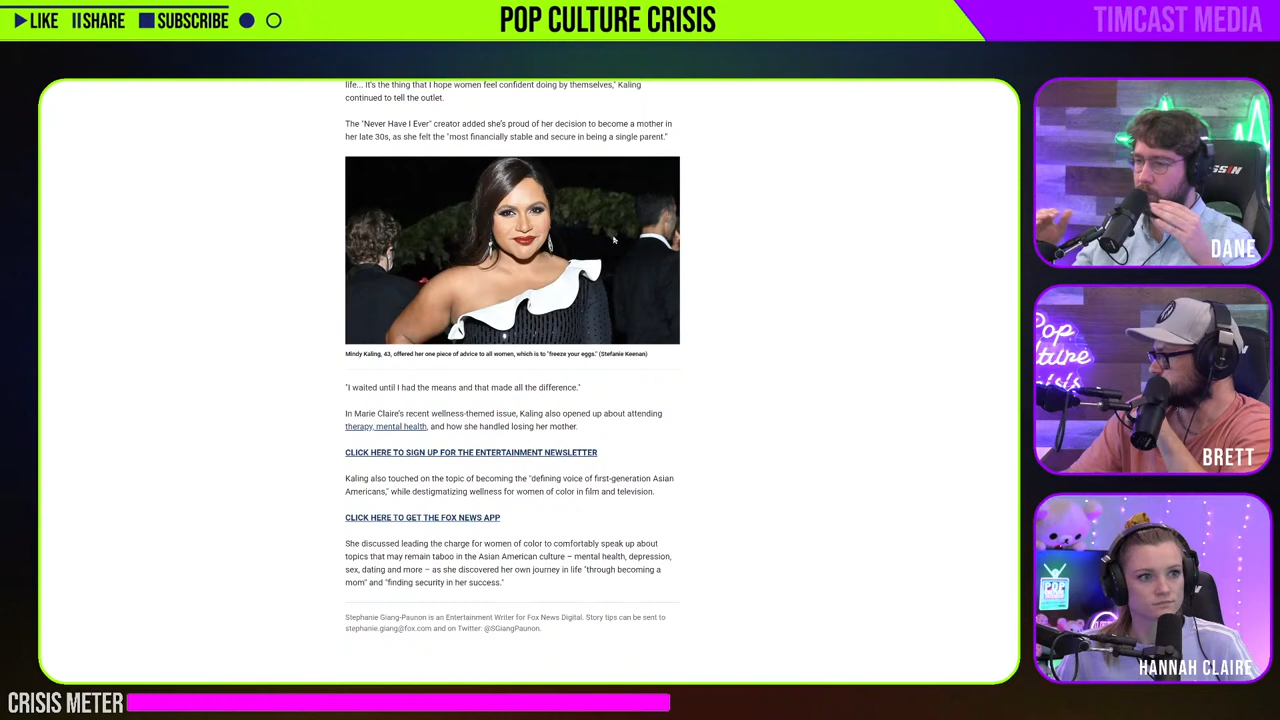 LIKE SHARE SUBSCRIBE
POP CULTURE CRISIS
TIMCAST MEDIA
life... It's the thing that I hope women feel confident doing by themselves," Kaling
continued to tell the outlet.
The "Never Have I Ever" creator added she's proud of her decision to become a mother in
her late 30s, as she felt the "most financially stable and secure in being a single parent."
Mindy Kaling, 43, offered her one piece of advice to all women, which is to "freeze your eggs." (Stefanie Keenan)
"I waited until I had the means and that made all the difference."
In Marie Claire's recent wellness-themed issue, Kaling also opened up about attending
therapy, mental health, and how she handled losing her mother.
CLICK HERE TO SIGN UP FOR THE ENTERTAINMENT NEWSLETTER
Kaling also touched on the topic of becoming the "defining voice of first-generation Asian
Americans," while destigmatizing wellness for women of color in film and television.
CLICK HERE TO GET THE FOX NEWS APP
She discussed leading the charge for women of color to comfortably speak up about
topics that may remain taboo in the Asian American culture – mental health, depression,
sex, dating and more – as she discovered her own journey in life "through becoming a
mom" and "finding security in her success."
Stephanie Giang-Paunon is an Entertainment Writer for Fox News Digital. Story tips can be sent to
stephanie.giang@fox.com and on Twitter: @SGiangPaunon.
DANE
Pop
BRETT
HANNAH CLAIRE
CRISIS METER